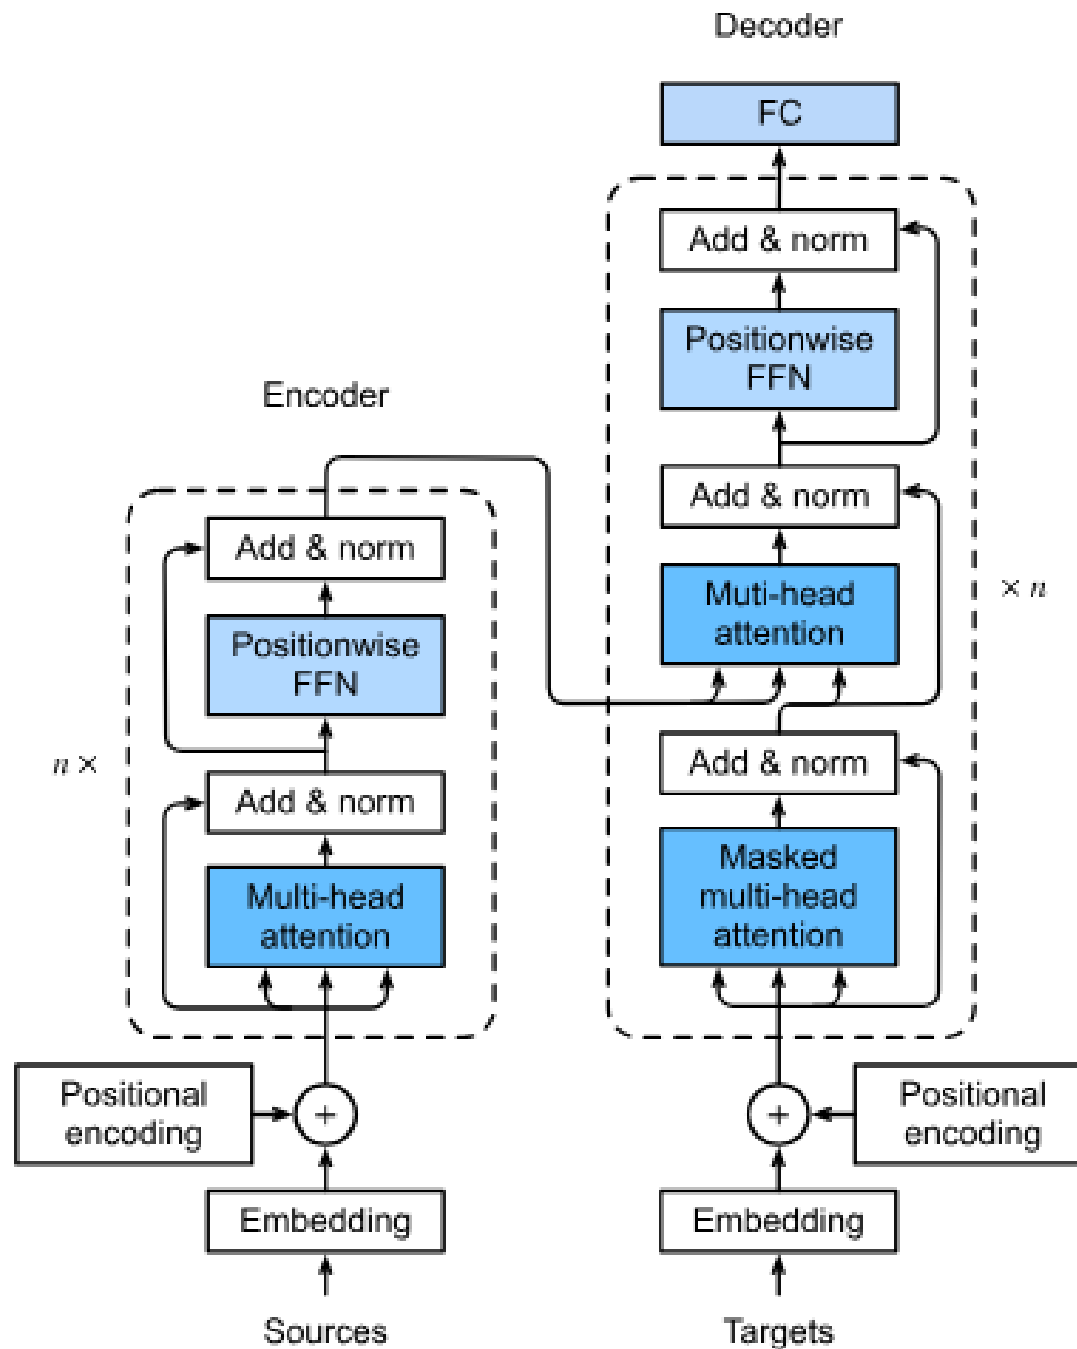 Decoder
FC
Add & norm
Positionwise
FFN
Add & norm
Muti-head
attention
× n
Add & norm
Masked
multi-head
attention
Positional
encoding
Embedding
Targets
Encoder
Add & norm
Positionwise
FFN
n ×
Add & norm
Multi-head
attention
Positional
encoding
+
Embedding
Sources
+